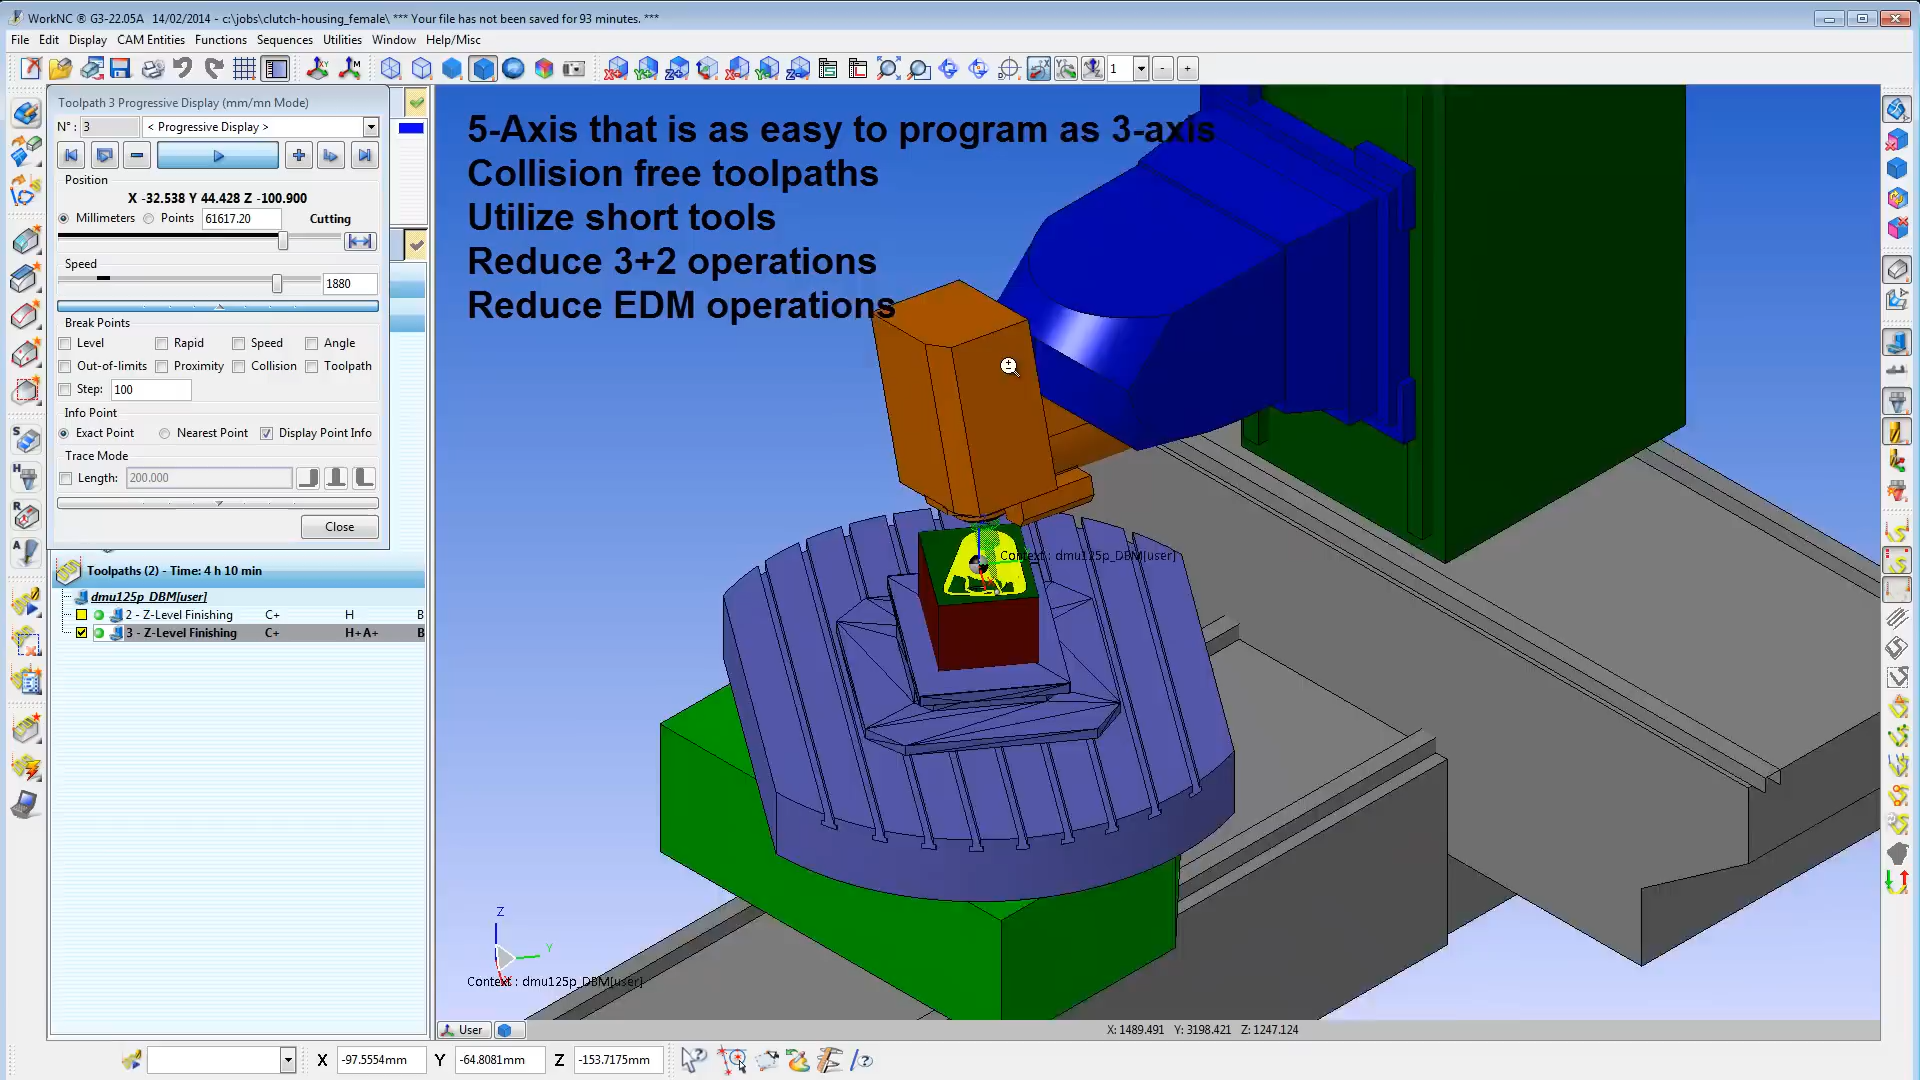 WorkNC ® G3-22.05A 14/02/2014 - c:\jobs\clutch-housing_female\ *** Your file has not been saved for 93 minutes. ***
File Edit Display CAM Entities Functions Sequences Utilities Window Help/Misc
1
Toolpath 3 Progressive Display (mm/mn Mode)
N° : 3 < Progressive Display >
Position
X -32.538 Y 44.428 Z -100.900
Millimeters Points 61617.20 Cutting
Speed
1880
Break Points
Level Rapid Speed Angle
Out-of-limits Proximity Collision Toolpath
Step: 100
Info Point
Exact Point Nearest Point Display Point Info
Trace Mode
Length: 200.000
Close
Toolpaths (2) - Time: 4 h 10 min
dmu125p_DBM[user]
2 - Z-Level Finishing C+ H B
3 - Z-Level Finishing C+ H+A+ B
5-Axis that is as easy to program as 3-axis
Collision free toolpaths
Utilize short tools
Reduce 3+2 operations
Reduce EDM operations
Context : dmu125p_DBM[user]
Z
Y
Context : dmu125p_DBM[user]
User
X: 1489.491 Y: 3198.421 Z: 1247.124
X -97.5554mm Y -64.8081mm Z -153.7175mm